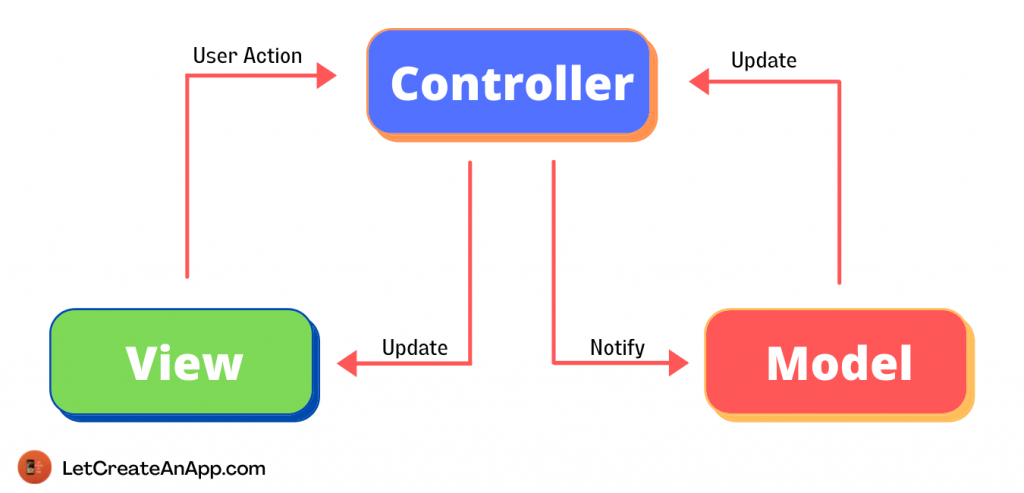 User Action
Controller
Update
View
Update
Notify
Model
LetCreateAnApp.com